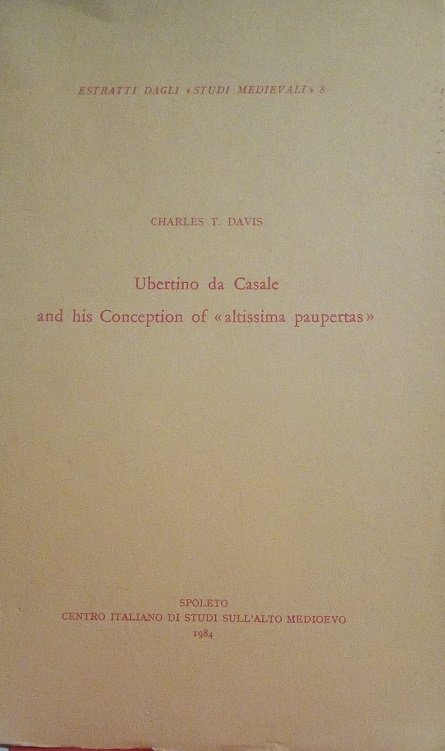 ESTRATTI DAGLI «STUDI MEDIEVALI» 8
CHARLES T. DAVIS
Ubertino da Casale
and his Conception of «altissima paupertas»
SPOLETO
CENTRO ITALIANO DI STUDI SULL'ALTO MEDIOEVO
1984